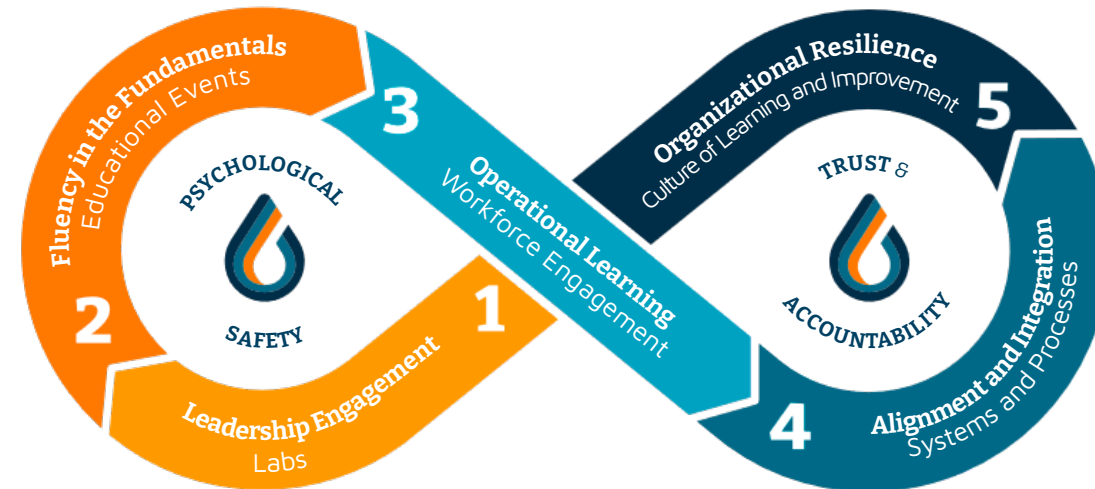 1
Leadership Engagement
Labs
2
Fluency in the Fundamentals
Educational Events
3
Operational Learning
Workforce Engagement
4
Alignment and Integration
Systems and Processes
5
Organizational Resilience
Culture of Learning and Improvement
PSYCHOLOGICAL
SAFETY
TRUST &
ACCOUNTABILITY